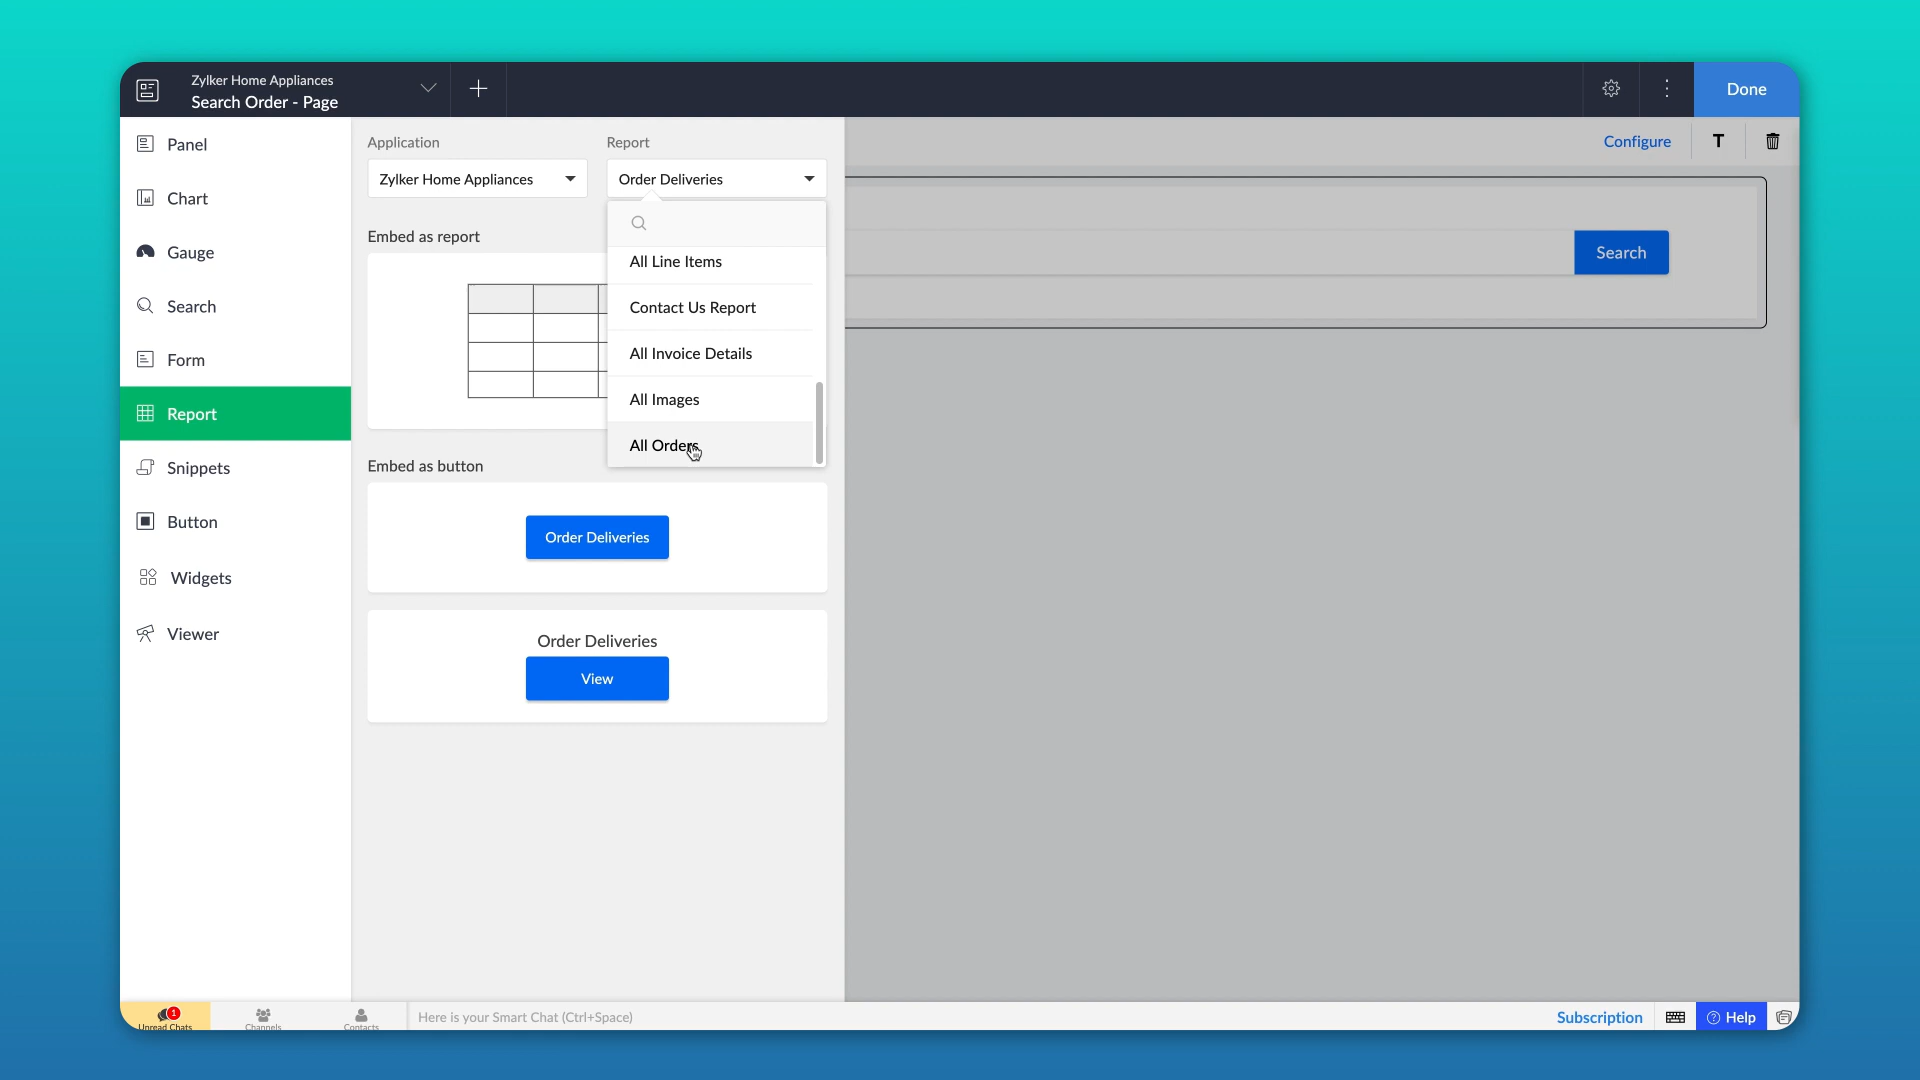 Zylker Home Appliances
Search Order - Page
Done
Panel
Chart
Gauge
Search
Form
Report
Snippets
Button
Widgets
Viewer
Application
Report
Zylker Home Appliances
Order Deliveries
Embed as report
All Line Items
Contact Us Report
All Invoice Details
All Images
All Orders
Embed as button
Order Deliveries
Order Deliveries
View
Configure
T
Search
1
Unread Chats
Channels
Contacts
Here is your Smart Chat (Ctrl+Space)
Subscription
? Help